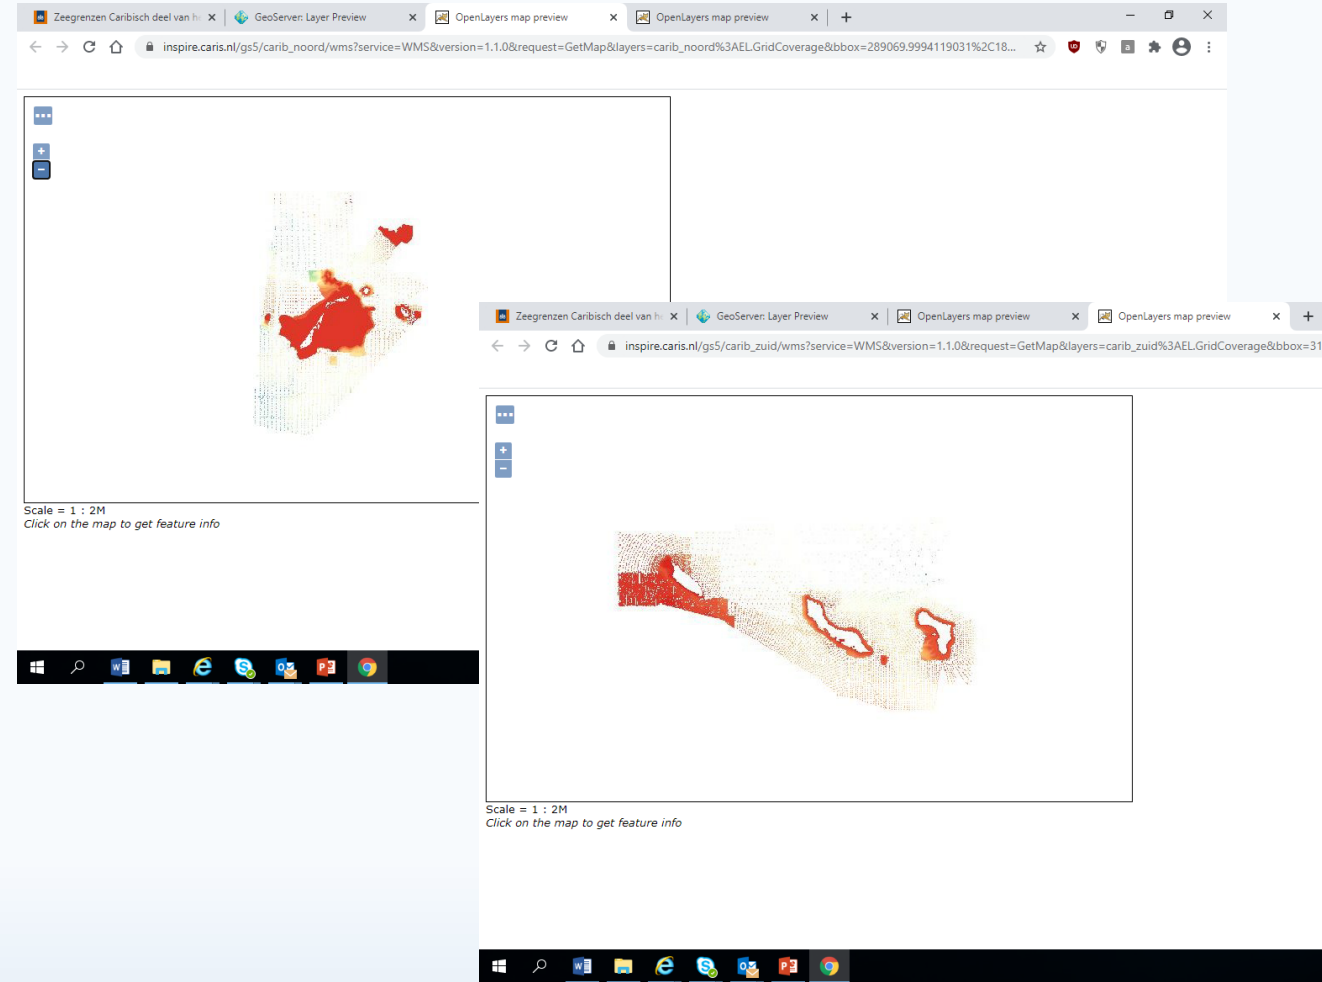 Zeegrenzen Caribisch deel van h
GeoServer: Layer Preview
OpenLayers map preview
OpenLayers map preview
inspire.caris.nl/gs5/carib_noord/wms?service=WMS&version=1.1.0&request=GetMap&layers=carib_noord%3AEL.GridCoverage&bbox=289069.9994119031%2C18...
Scale = 1 : 2M
Click on the map to get feature info
Zeegrenzen Caribisch deel van h
GeoServer: Layer Preview
OpenLayers map preview
OpenLayers map preview
inspire.caris.nl/gs5/carib_zuid/wms?service=WMS&version=1.1.0&request=GetMap&layers=carib_zuid%3AEL.GridCoverage&bbox=31
Scale = 1 : 2M
Click on the map to get feature info